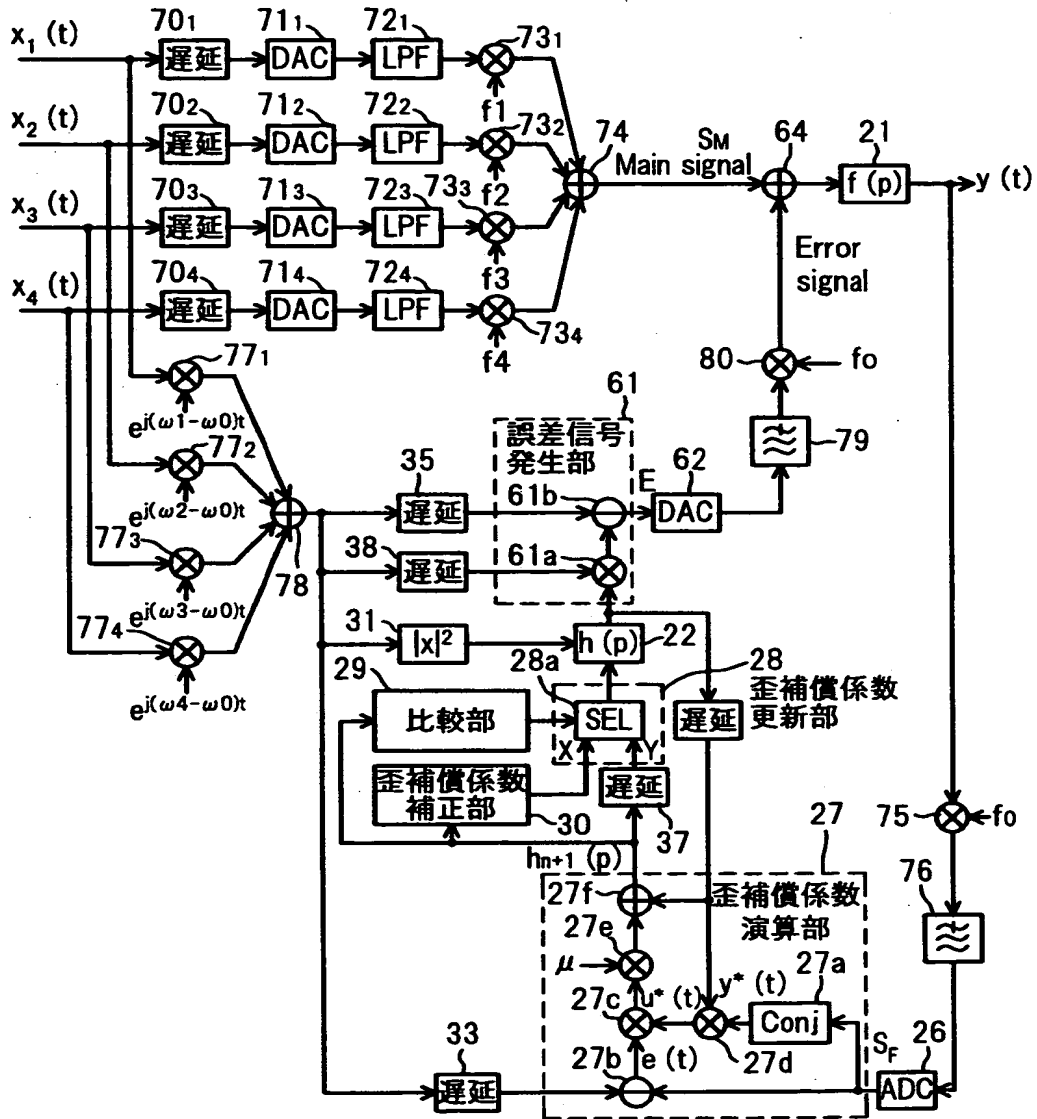 x₁ (t)
70₁
71₁
72₁
73₁
遅延
DAC
LPF
f1
x₂ (t)
70₂
71₂
72₂
73₂
遅延
DAC
LPF
f2
74
S_M
Main signal
64
21
f (p)
y (t)
x₃ (t)
70₃
71₃
72₃
73₃
遅延
DAC
LPF
f3
x₄ (t)
70₄
71₄
72₄
73₄
遅延
DAC
LPF
f4
Error
signal
80
fo
79
77₁
e^j(ω1-ω0)t
77₂
e^j(ω2-ω0)t
77₃
e^j(ω3-ω0)t
77₄
e^j(ω4-ω0)t
78
61
誤差信号
発生部
35
遅延
61b
E
62
DAC
38
遅延
61a
31
|x|²
h (p)
22
28a
28
SEL
X
Y
歪補償係数
更新部
遅延
29
比較部
歪補償係数
補正部
30
遅延
37
hn+1 (p)
75
fo
27
76
27f
歪補償係数
演算部
27e
μ
27c
u* (t)
y* (t)
27a
Conj
27d
27b
e (t)
33
遅延
S_F
26
ADC